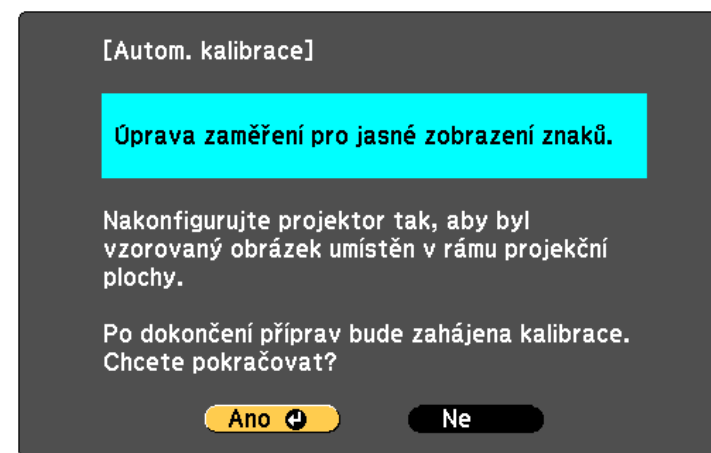 [Autom. kalibrace]
Úprava zaměření pro jasné zobrazení znaků.
Nakonfigurujte projektor tak, aby byl
vzorovaný obrázek umístěn v rámu projekční
plochy.
Po dokončení příprav bude zahájena kalibrace.
Chcete pokračovat?
Ano
Ne